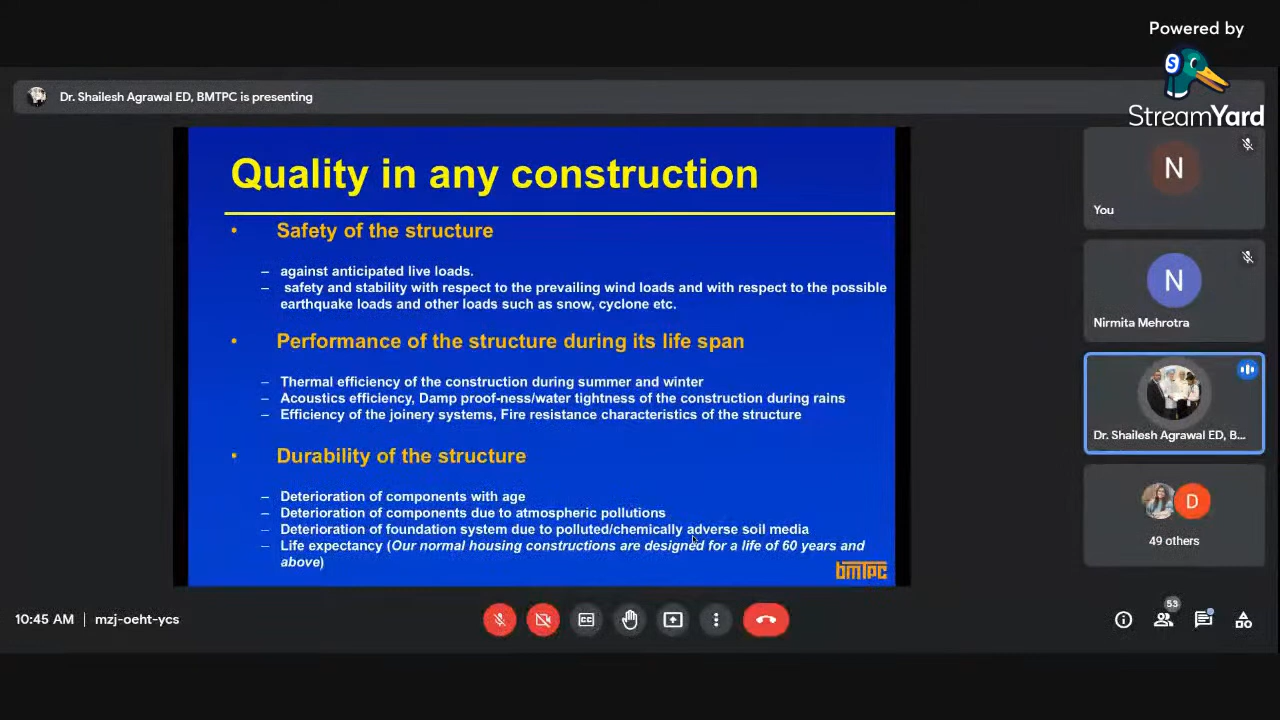 Powered by
StreamYard
Dr. Shailesh Agrawal ED, BMTPC is presenting
Quality in any construction
• Safety of the structure
– against anticipated live loads.
– safety and stability with respect to the prevailing wind loads and with respect to the possible
earthquake loads and other loads such as snow, cyclone etc.
• Performance of the structure during its life span
– Thermal efficiency of the construction during summer and winter
– Acoustics efficiency, Damp proof-ness/water tightness of the construction during rains
– Efficiency of the joinery systems, Fire resistance characteristics of the structure
• Durability of the structure
– Deterioration of components with age
– Deterioration of components due to atmospheric pollutions
– Deterioration of foundation system due to polluted/chemically adverse soil media
– Life expectancy (Our normal housing constructions are designed for a life of 60 years and
above)
bmTPC
N
You
N
Nirmita Mehrotra
Dr. Shailesh Agrawal ED, B...
D
49 others
10:45 AM | mzj-oeht-ycs
CC
53